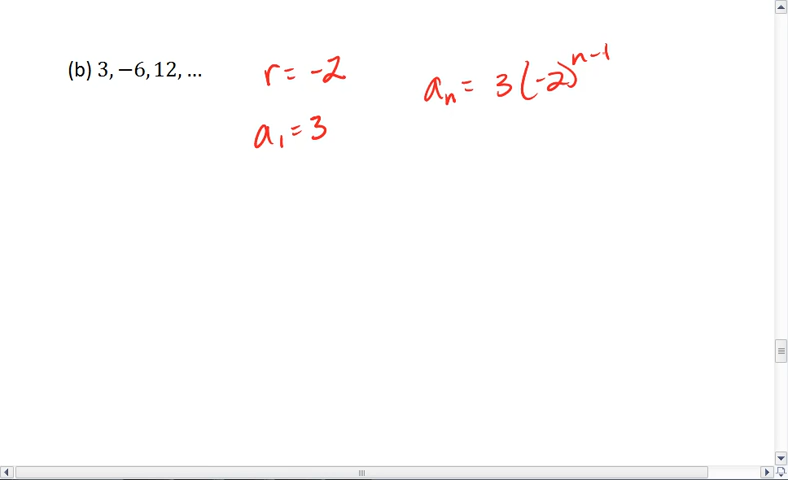 (b) 3, −6, 12, ... r = -2 aₙ = 3(-2)ⁿ⁻¹
a₁ = 3